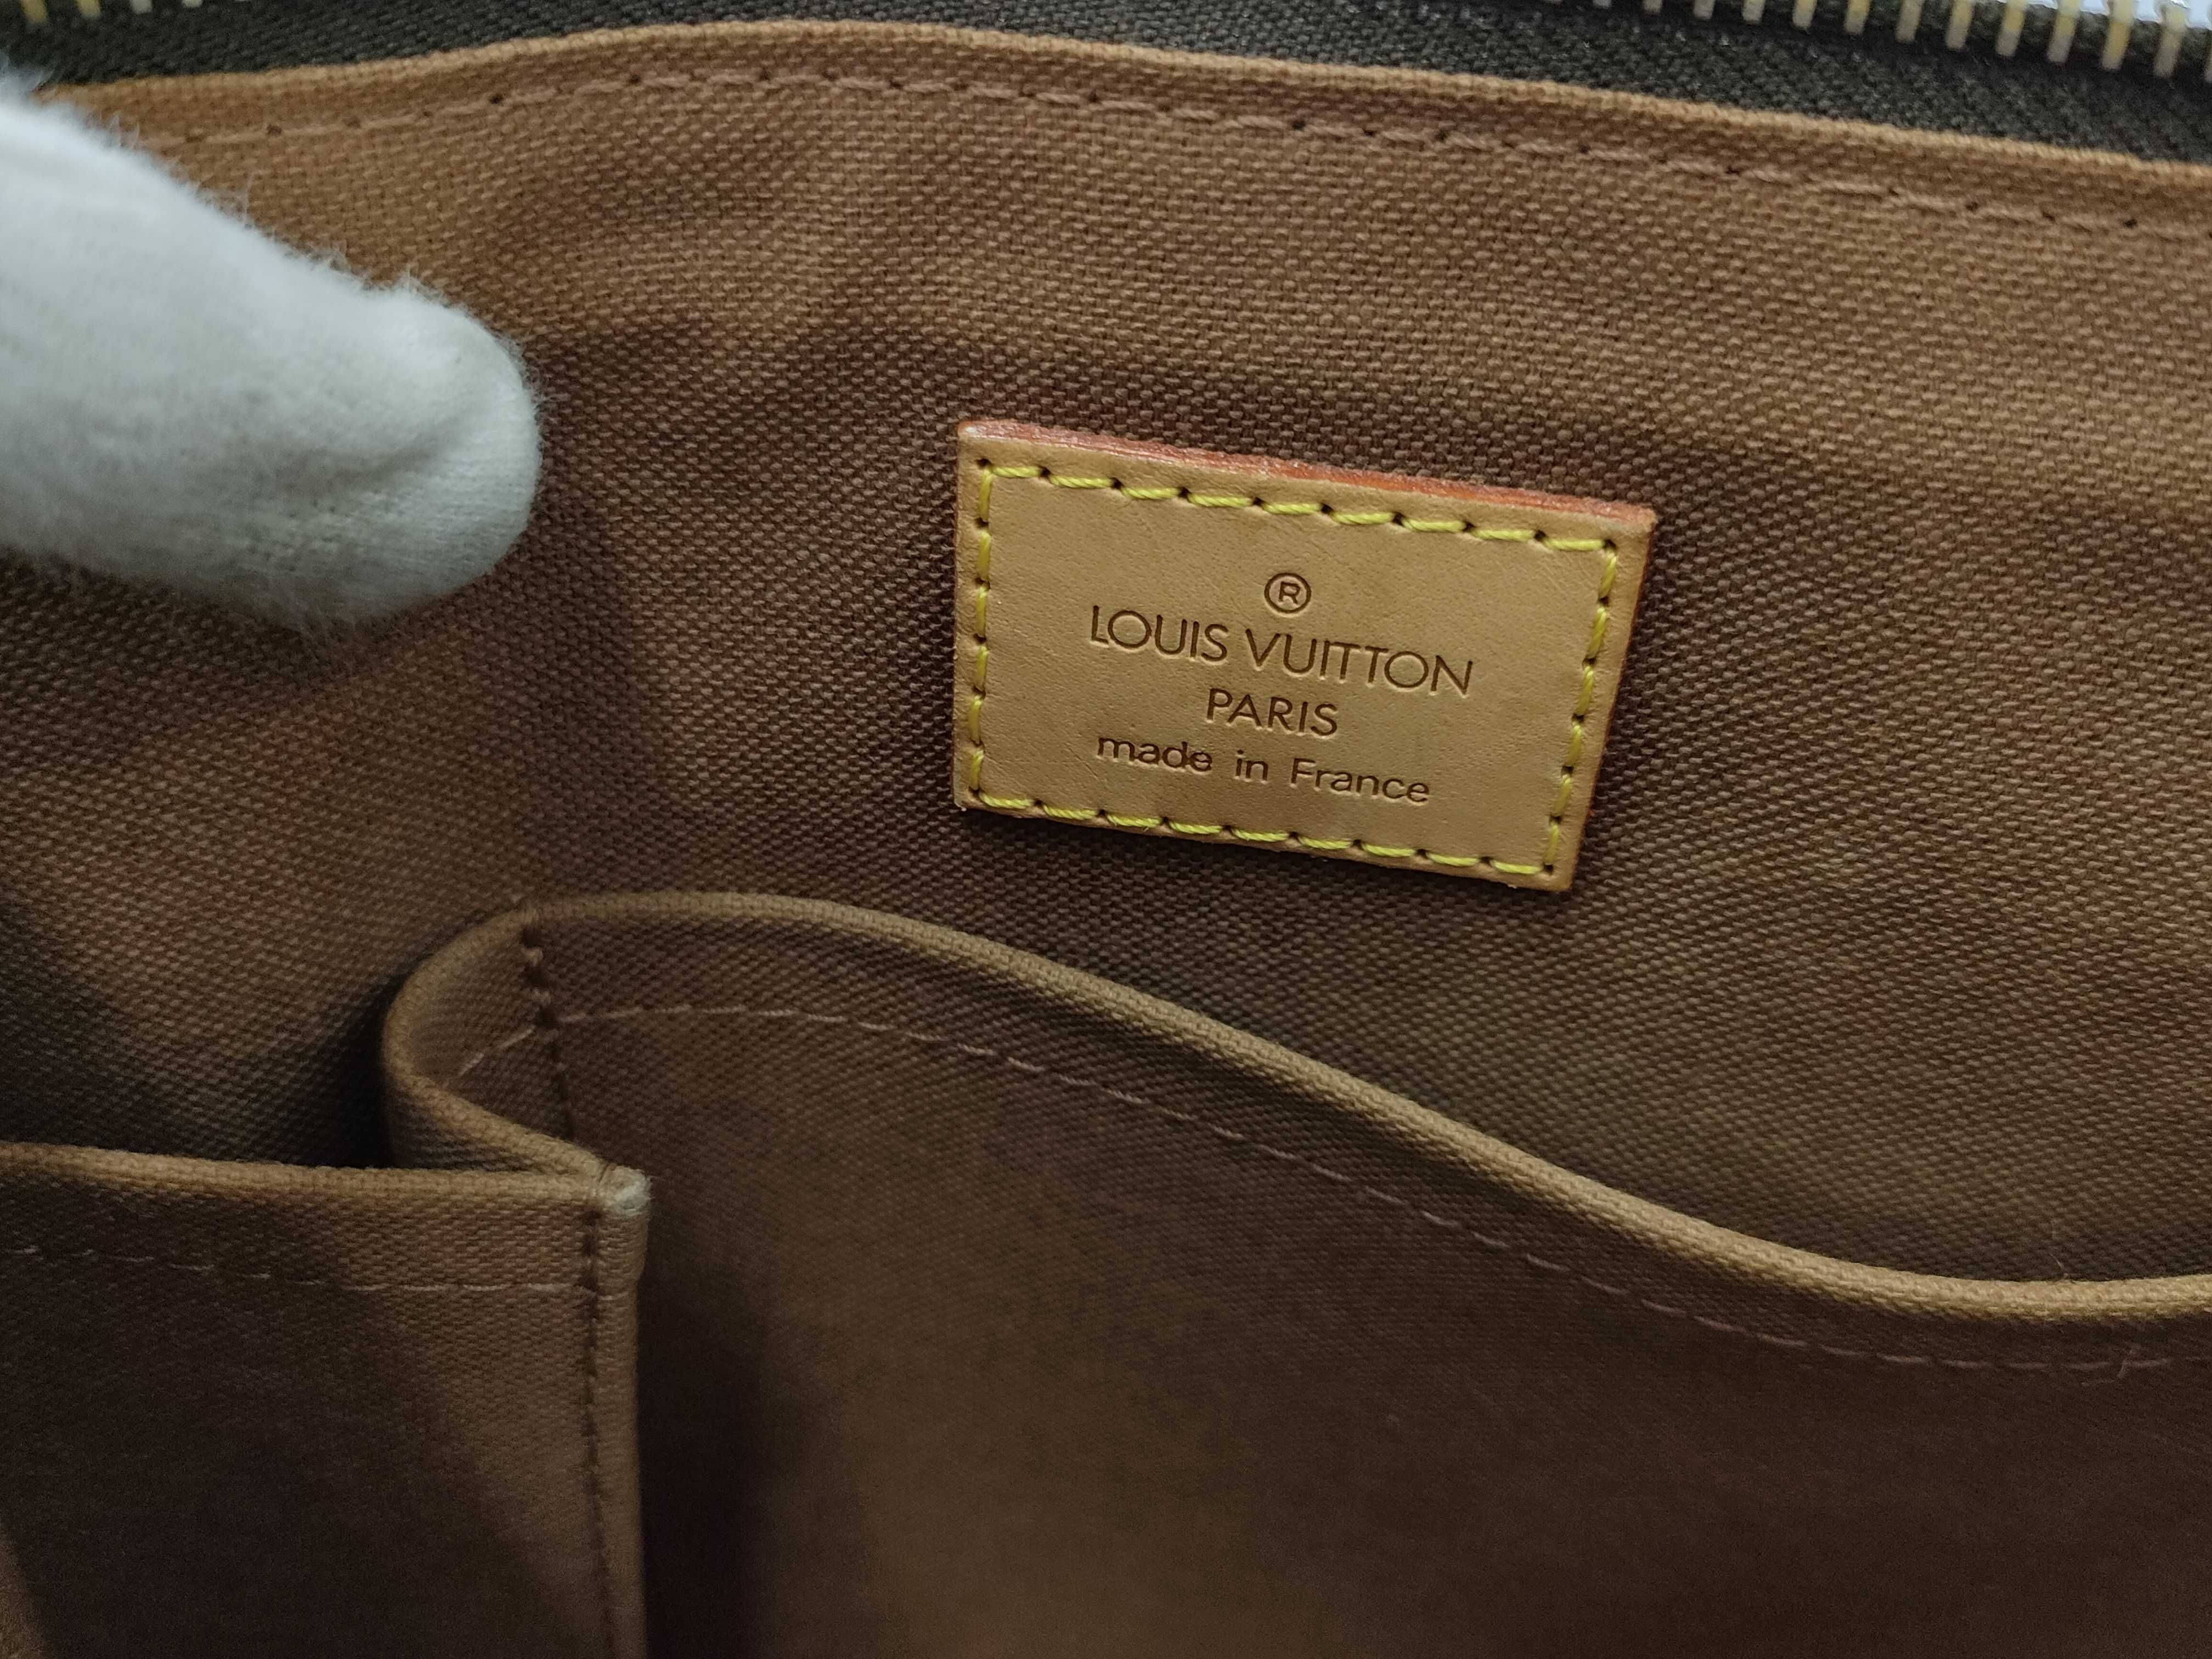 ®
LOUIS VUITTON
PARIS
made in France